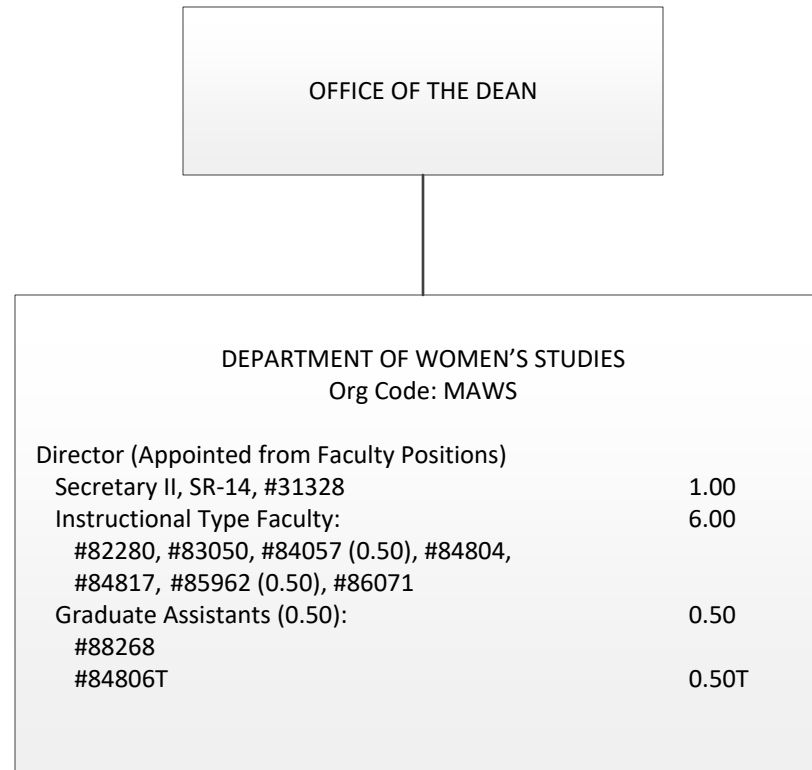 OFFICE OF THE DEAN
DEPARTMENT OF WOMEN’S STUDIES
Org Code: MAWS
Director (Appointed from Faculty Positions)
Secretary II, SR-14, #31328 1.00
Instructional Type Faculty: 6.00
#82280, #83050, #84057 (0.50), #84804,
#84817, #85962 (0.50), #86071
Graduate Assistants (0.50): 0.50
#88268
#84806T 0.50T